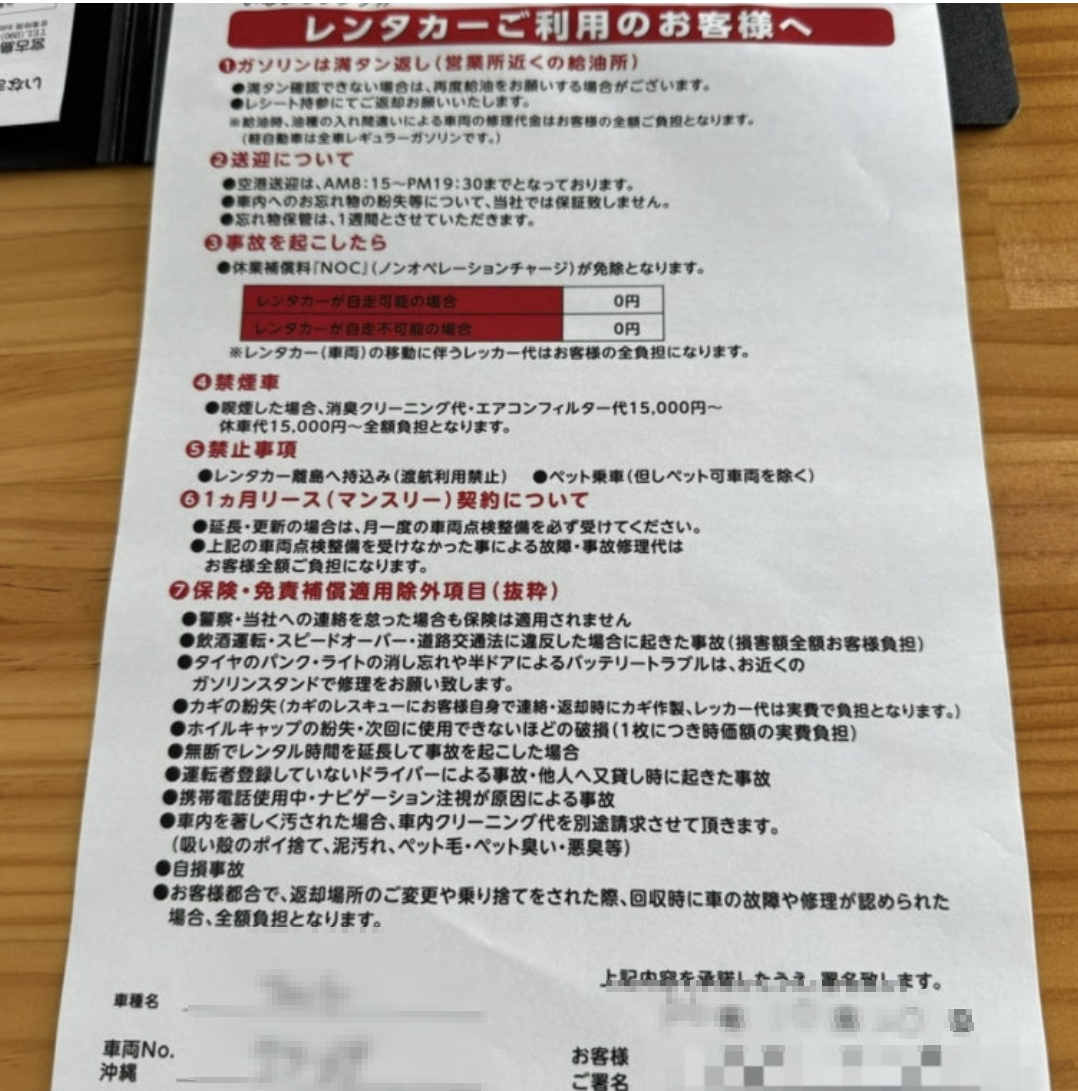 レンタカーご利用のお客様へ
❶ガソリンは満タン返し(営業所近くの給油所)
●満タン確認できない場合は、再度給油をお願いする場合がございます。
●レシート持参にてご返却お願いいたします。
※給油時、油種の入れ間違いによる車両の修理代金はお客様の全額ご負担となります。
(軽自動車は全車レギュラーガソリンです。)
❷送迎について
●空港送迎は、AM8:15～PM19:30までとなっております。
●車内へのお忘れ物の紛失等について、当社では保証致しません。
●忘れ物保管は、1週間とさせていただきます。
❸事故を起こしたら
●休業補償料『NOC』(ノンオペレーションチャージ)が免除となります。
レンタカーが自走可能の場合 0円
レンタカーが自走不可能の場合 0円
※レンタカー(車両)の移動に伴うレッカー代はお客様の全負担になります。
❹禁煙車
●喫煙した場合、消臭クリーニング代・エアコンフィルター代15,000円～
休車代15,000円～全額負担となります。
❺禁止事項
●レンタカー離島へ持込み(渡航利用禁止) ●ペット乗車(但しペット可車両を除く)
❻1ヵ月リース(マンスリー)契約について
●延長・更新の場合は、月一度の車両点検整備を必ず受けてください。
●上記の車両点検整備を受けなかった事による故障・事故修理代は
お客様全額ご負担になります。
❼保険・免責補償適用除外項目(抜粋)
●警察・当社への連絡を怠った場合も保険は適用されません
●飲酒運転・スピードオーバー・道路交通法に違反した場合に起きた事故(損害額全額お客様負担)
●タイヤのパンク・ライトの消し忘れや半ドアによるバッテリートラブルは、お近くの
ガソリンスタンドで修理をお願い致します。
●カギの紛失(カギのレスキューにお客様自身で連絡・返却時にカギ作製、レッカー代は実費で負担となります。)
●ホイルキャップの紛失・次回に使用できないほどの破損(1枚につき時価額の実費負担)
●無断でレンタル時間を延長して事故を起こした場合
●運転者登録していないドライバーによる事故・他人へ又貸し時に起きた事故
●携帯電話使用中・ナビゲーション注視が原因による事故
●車内を著しく汚された場合、車内クリーニング代を別途請求させて頂きます。
(吸い殻のポイ捨て、泥汚れ、ペット毛・ペット臭い・悪臭等)
●自損事故
●お客様都合で、返却場所のご変更や乗り捨てをされた際、回収時に車の故障や修理が認められた
場合、全額負担となります。
上記内容を承諾したうえ、署名致します。
車種名
車両No.
沖縄
お客様
ご署名